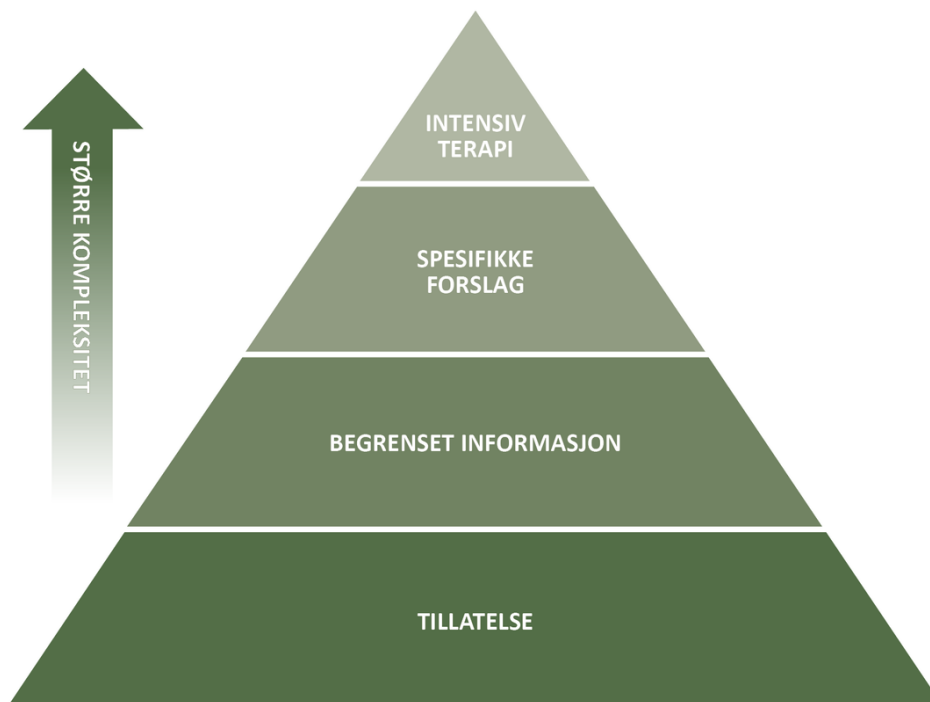 STØRRE KOMPLEKSITET
INTENSIV
TERAPI
SPESIFIKKE
FORSLAG
BEGRENSET INFORMASJON
TILLATELSE